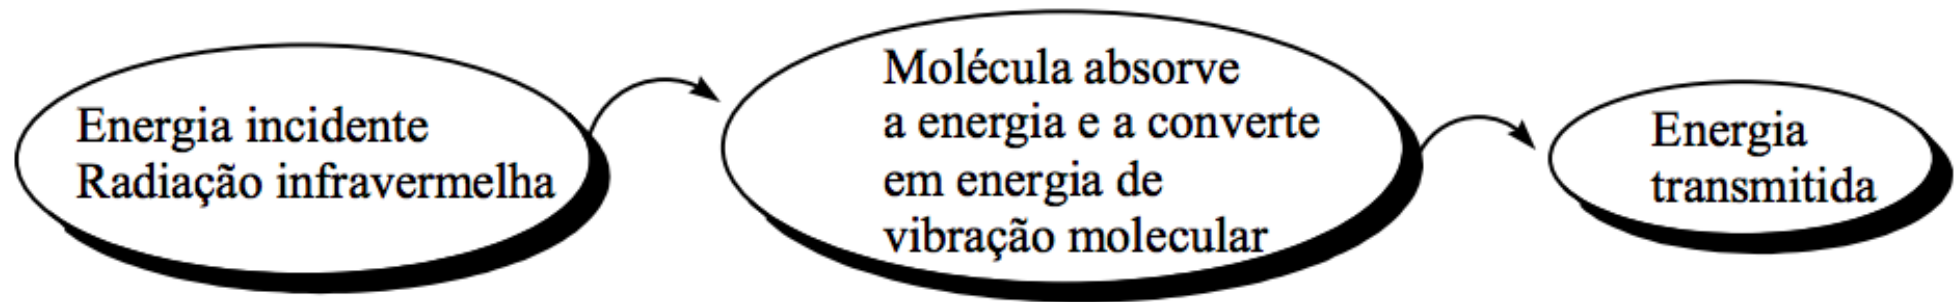 Energia incidente
Radiação infravermelha
Molécula absorve
a energia e a converte
em energia de
vibração molecular
Energia
transmitida